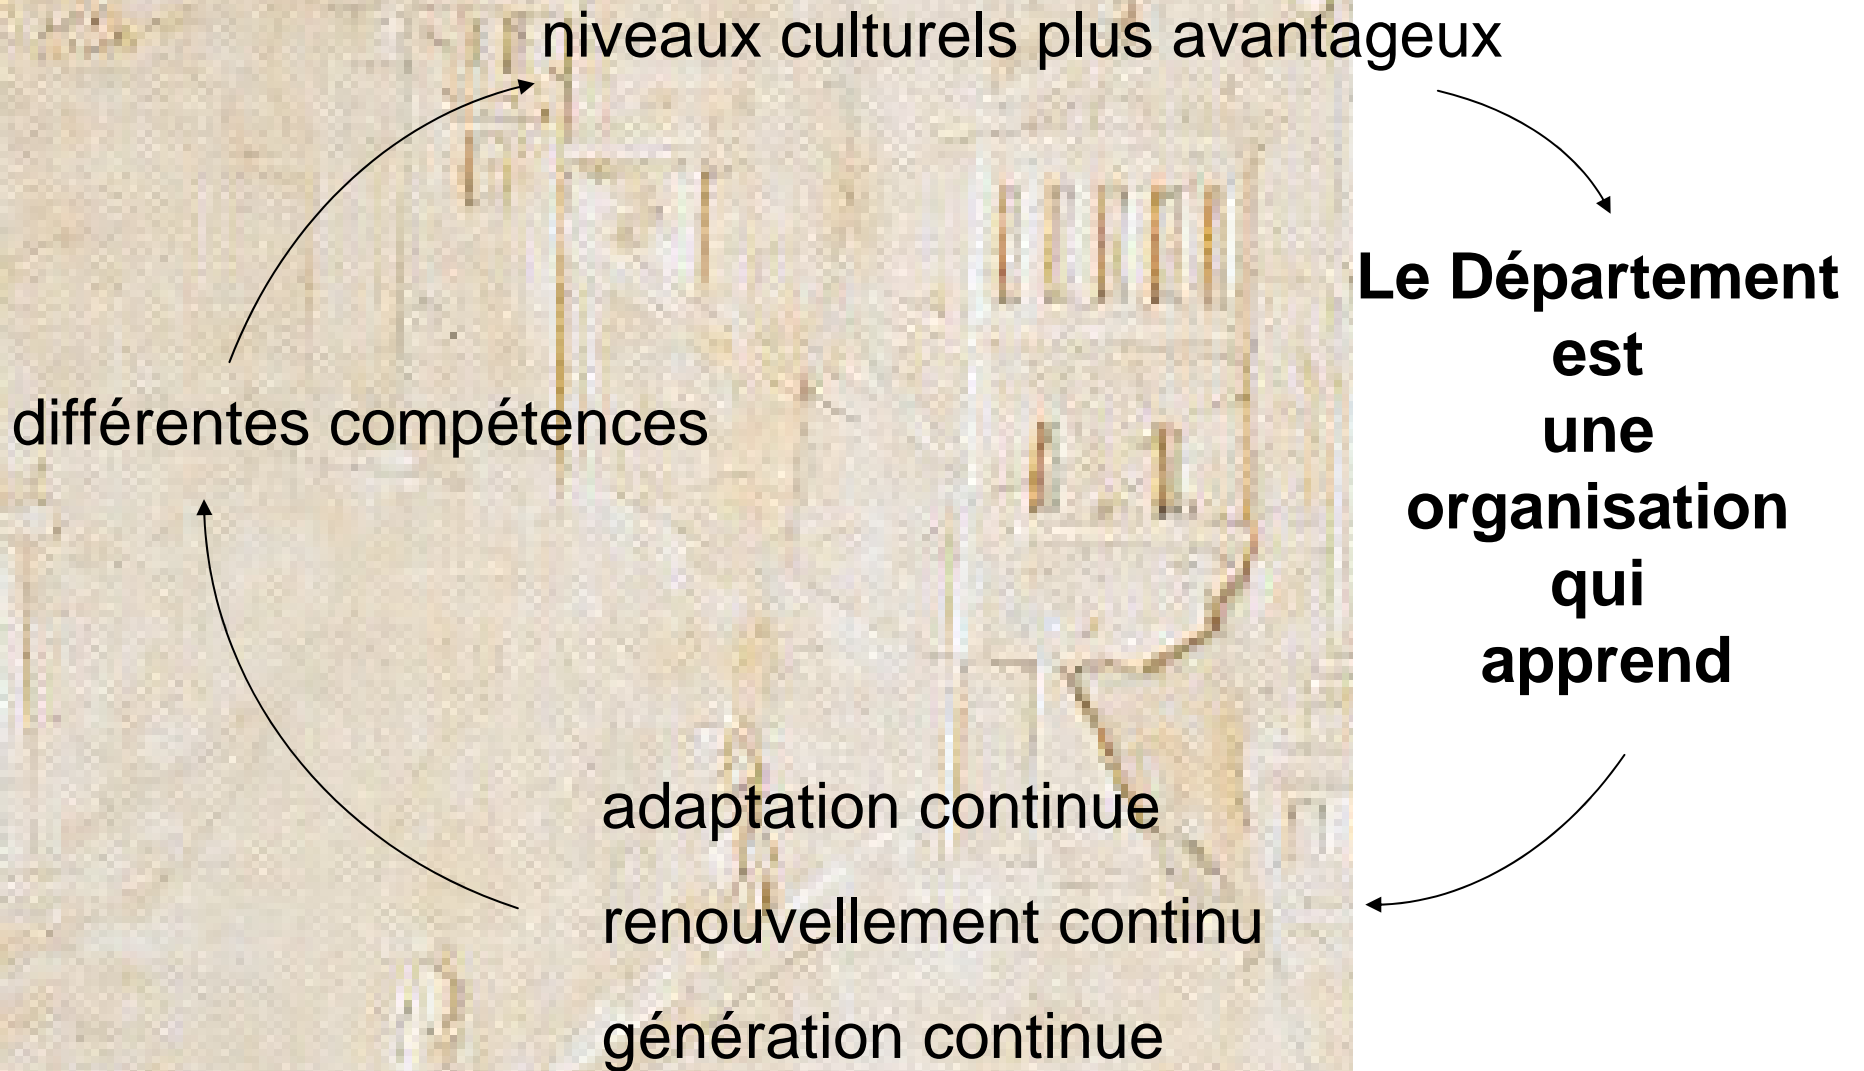 niveaux culturels plus avantageux
Le Département
est
une
organisation
qui
apprend
différentes compétences
adaptation continue
renouvellement continu
génération continue